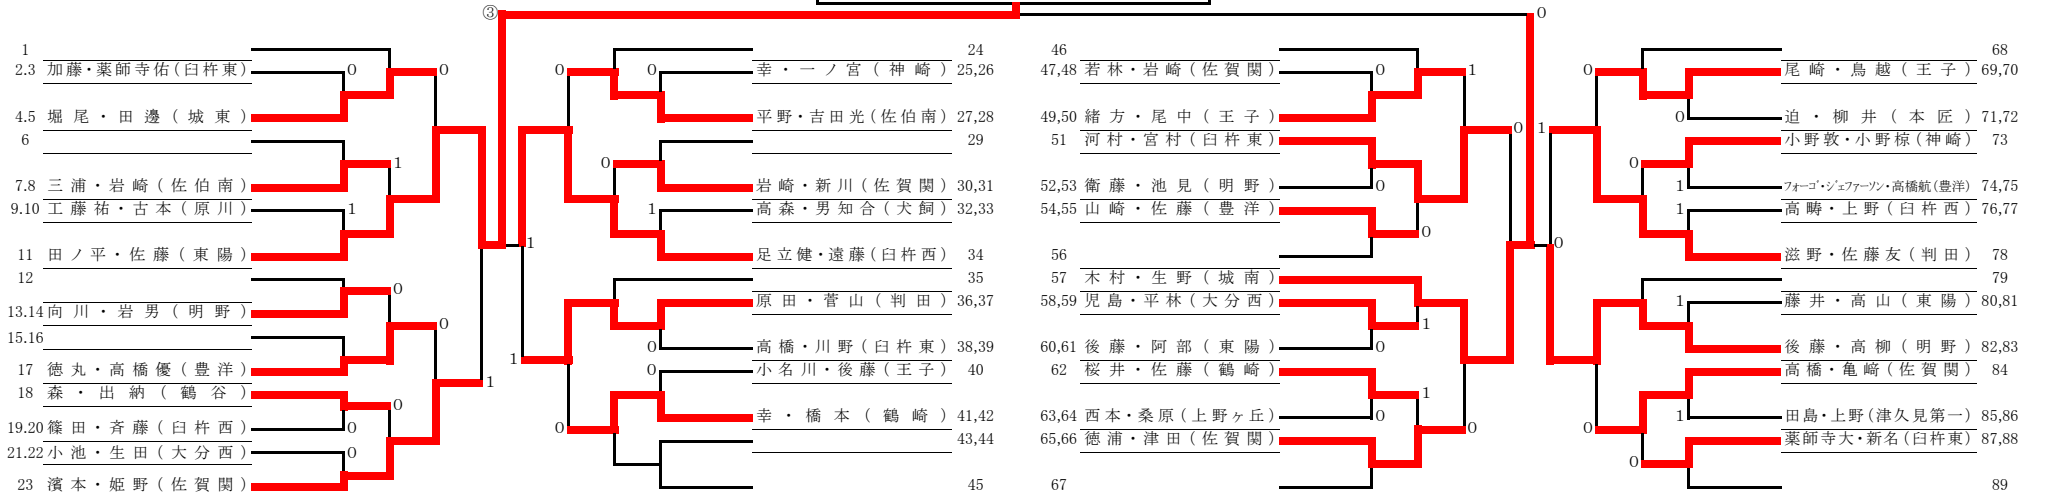 ③ 0
1
2.3 加藤・薬師寺佑(臼杵東) 0 0
4.5 堀尾・田邊(城東)
6
1
7.8 三浦・岩崎(佐伯南)
9.10 工藤祐・古本(原川) 1
11 田ノ平・佐藤(東陽)
12
0
13.14 向川・岩男(明野)
0
15.16
17 徳丸・高橋優(豊洋)
1
18 森・出納(鶴谷)
0
19.20 篠田・斉藤(臼杵西)
21.22 小池・生田(大分西) 0
23 濱本・姫野(佐賀関)
24
0 0 幸・一ノ宮(神崎) 25,26
平野・吉田光(佐伯南) 27,28
29
0
岩崎・新川(佐賀関) 30,31
1 高森・男知合(犬飼) 32,33
1
足立健・遠藤(臼杵西) 34
35
原田・菅山(判田) 36,37
0 高橋・川野(臼杵東) 38,39
1
0 小名川・後藤(王子) 40
幸・橋本(鶴崎) 41,42
0
43,44
45
46
47,48 若林・岩崎(佐賀関) 0 1
49,50 緒方・尾中(王子)
0
51 河村・宮村(臼杵東)
52,53 衛藤・池見(明野) 0
54,55 山崎・佐藤(豊洋)
0
56
57 木村・生野(城南)
58,59 児島・平林(大分西)
1
60,61 後藤・阿部(東陽) 0
62 桜井・佐藤(鶴崎)
1
63,64 西本・桑原(上野ヶ丘) 0
0
65,66 徳浦・津田(佐賀関)
67
68
0 尾崎・鳥越(王子) 69,70
0 迫・柳井(本匠) 71,72
1
小野敦・小野椋(神崎) 73
0
1 フォーゴ・ジェファーソン・高橋航(豊洋) 74,75
1 高畴・上野(臼杵西) 76,77
0
滋野・佐藤友(判田) 78
79
1 藤井・高山(東陽) 80,81
後藤・高柳(明野) 82,83
高橋・亀﨑(佐賀関) 84
1 田島・上野(津久見第一) 85,86
0
薬師寺大・新名(臼杵東) 87,88
0
89